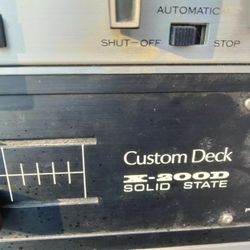 AUTOMATIC
SHUT-OFF STOP
Custom Deck
X-200D
SOLID STATE